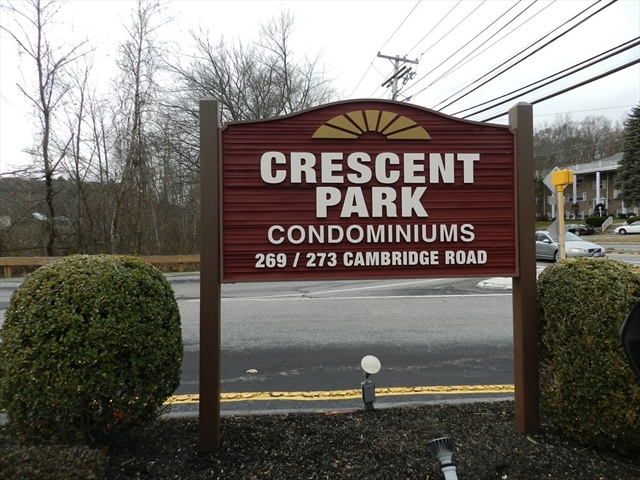 CRESCENT
PARK
CONDOMINIUMS
269 / 273 CAMBRIDGE ROAD